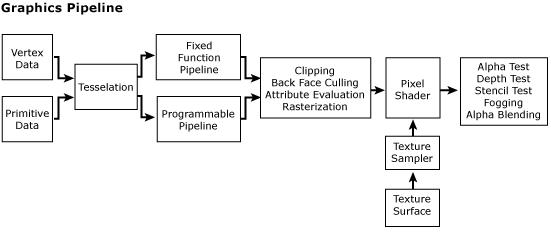 Graphics Pipeline
Vertex
Data
Primitive
Data
Tesselation
Fixed
Function
Pipeline
Programmable
Pipeline
Clipping
Back Face Culling
Attribute Evaluation
Rasterization
Pixel
Shader
Texture
Sampler
Texture
Surface
Alpha Test
Depth Test
Stencil Test
Fogging
Alpha Blending